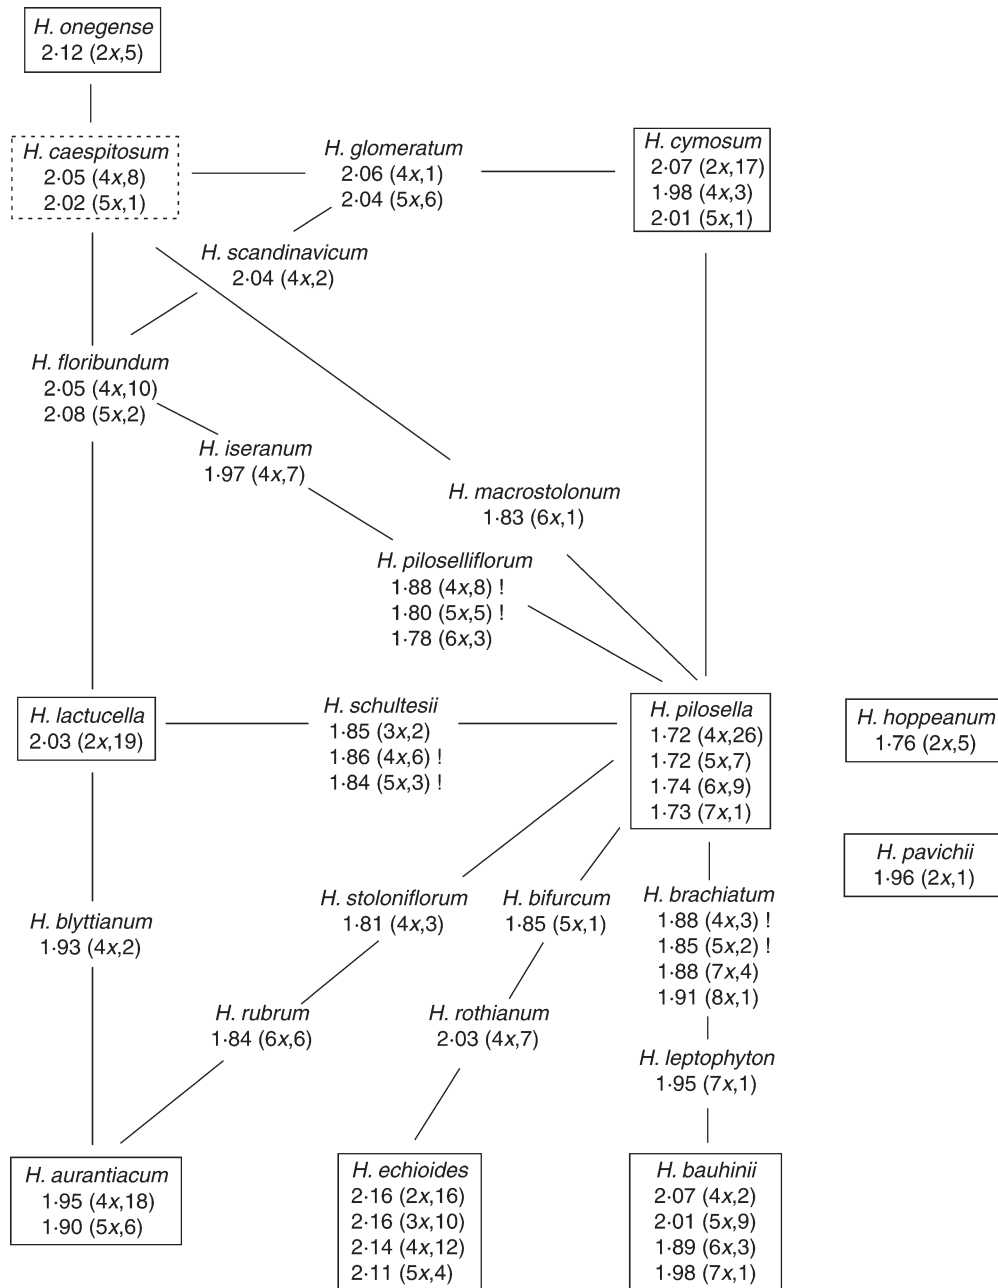 H. onegense
2·12 (2x,5)
H. caespitosum
2·05 (4x,8)
2·02 (5x,1)
H. glomeratum
2·06 (4x,1)
2·04 (5x,6)
H. cymosum
2·07 (2x,17)
1·98 (4x,3)
2·01 (5x,1)
H. scandinavicum
2·04 (4x,2)
H. floribundum
2·05 (4x,10)
2·08 (5x,2)
H. iseranum
1·97 (4x,7)
H. macrostolonum
1·83 (6x,1)
H. piloselliflorum
1·88 (4x,8) !
1·80 (5x,5) !
1·78 (6x,3)
H. lactucella
2·03 (2x,19)
H. schultesii
1·85 (3x,2)
1·86 (4x,6) !
1·84 (5x,3) !
H. pilosella
1·72 (4x,26)
1·72 (5x,7)
1·74 (6x,9)
1·73 (7x,1)
H. hoppeanum
1·76 (2x,5)
H. pavichii
1·96 (2x,1)
H. blyttianum
1·93 (4x,2)
H. stoloniflorum
1·81 (4x,3)
H. bifurcum
1·85 (5x,1)
H. brachiatum
1·88 (4x,3) !
1·85 (5x,2) !
1·88 (7x,4)
1·91 (8x,1)
H. rubrum
1·84 (6x,6)
H. rothianum
2·03 (4x,7)
H. leptophyton
1·95 (7x,1)
H. aurantiacum
1·95 (4x,18)
1·90 (5x,6)
H. echioides
2·16 (2x,16)
2·16 (3x,10)
2·14 (4x,12)
2·11 (5x,4)
H. bauhinii
2·07 (4x,2)
2·01 (5x,9)
1·89 (6x,3)
1·98 (7x,1)